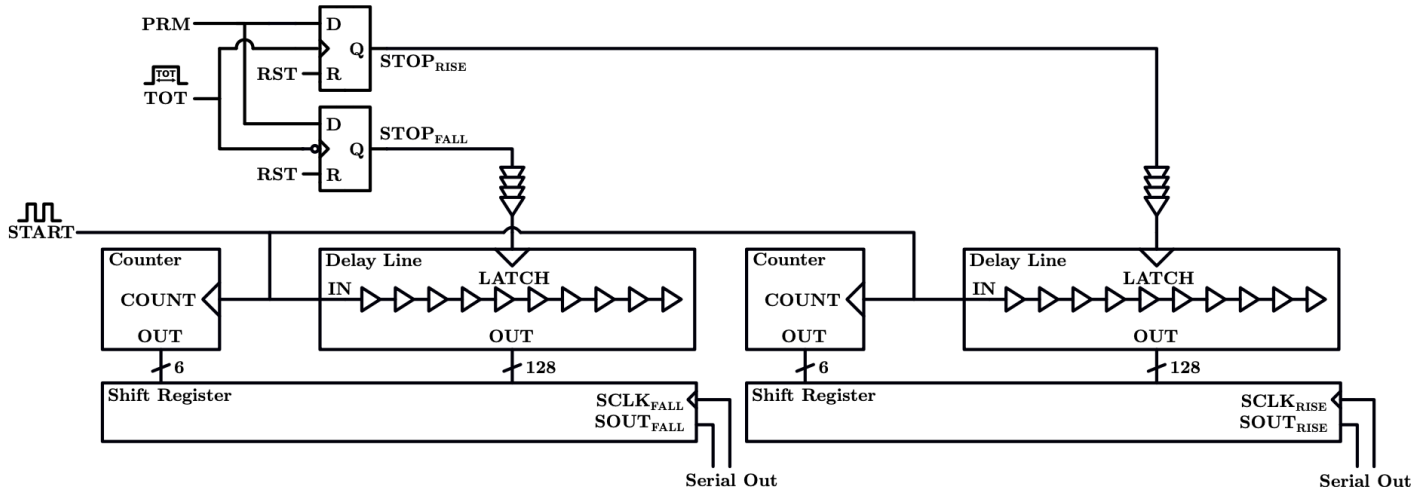 PRM
D
Q
RST
R
STOP_RISE
TOT
TOT
D
Q
RST
R
STOP_FALL
START
Counter
COUNT
OUT
6
Delay Line
IN
LATCH
OUT
128
Shift Register
SCLK_FALL
SOUT_FALL
Serial Out
Counter
COUNT
OUT
6
Delay Line
IN
LATCH
OUT
128
Shift Register
SCLK_RISE
SOUT_RISE
Serial Out